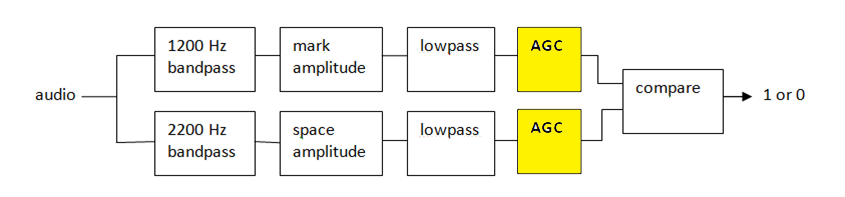 audio
1200 Hz
bandpass
mark
amplitude
lowpass
AGC
2200 Hz
bandpass
space
amplitude
lowpass
AGC
compare
1 or 0